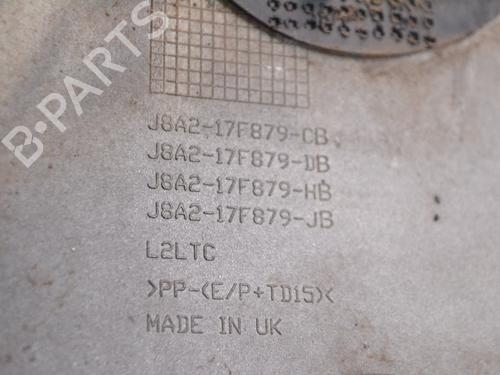 B-PARTS
J8A2-17F879-CB
J8A2-17F879-DB
J8A2-17F879-HB
J8A2-17F879-JB
L2LTC
>PP-(E/P+TD15)<
MADE IN UK